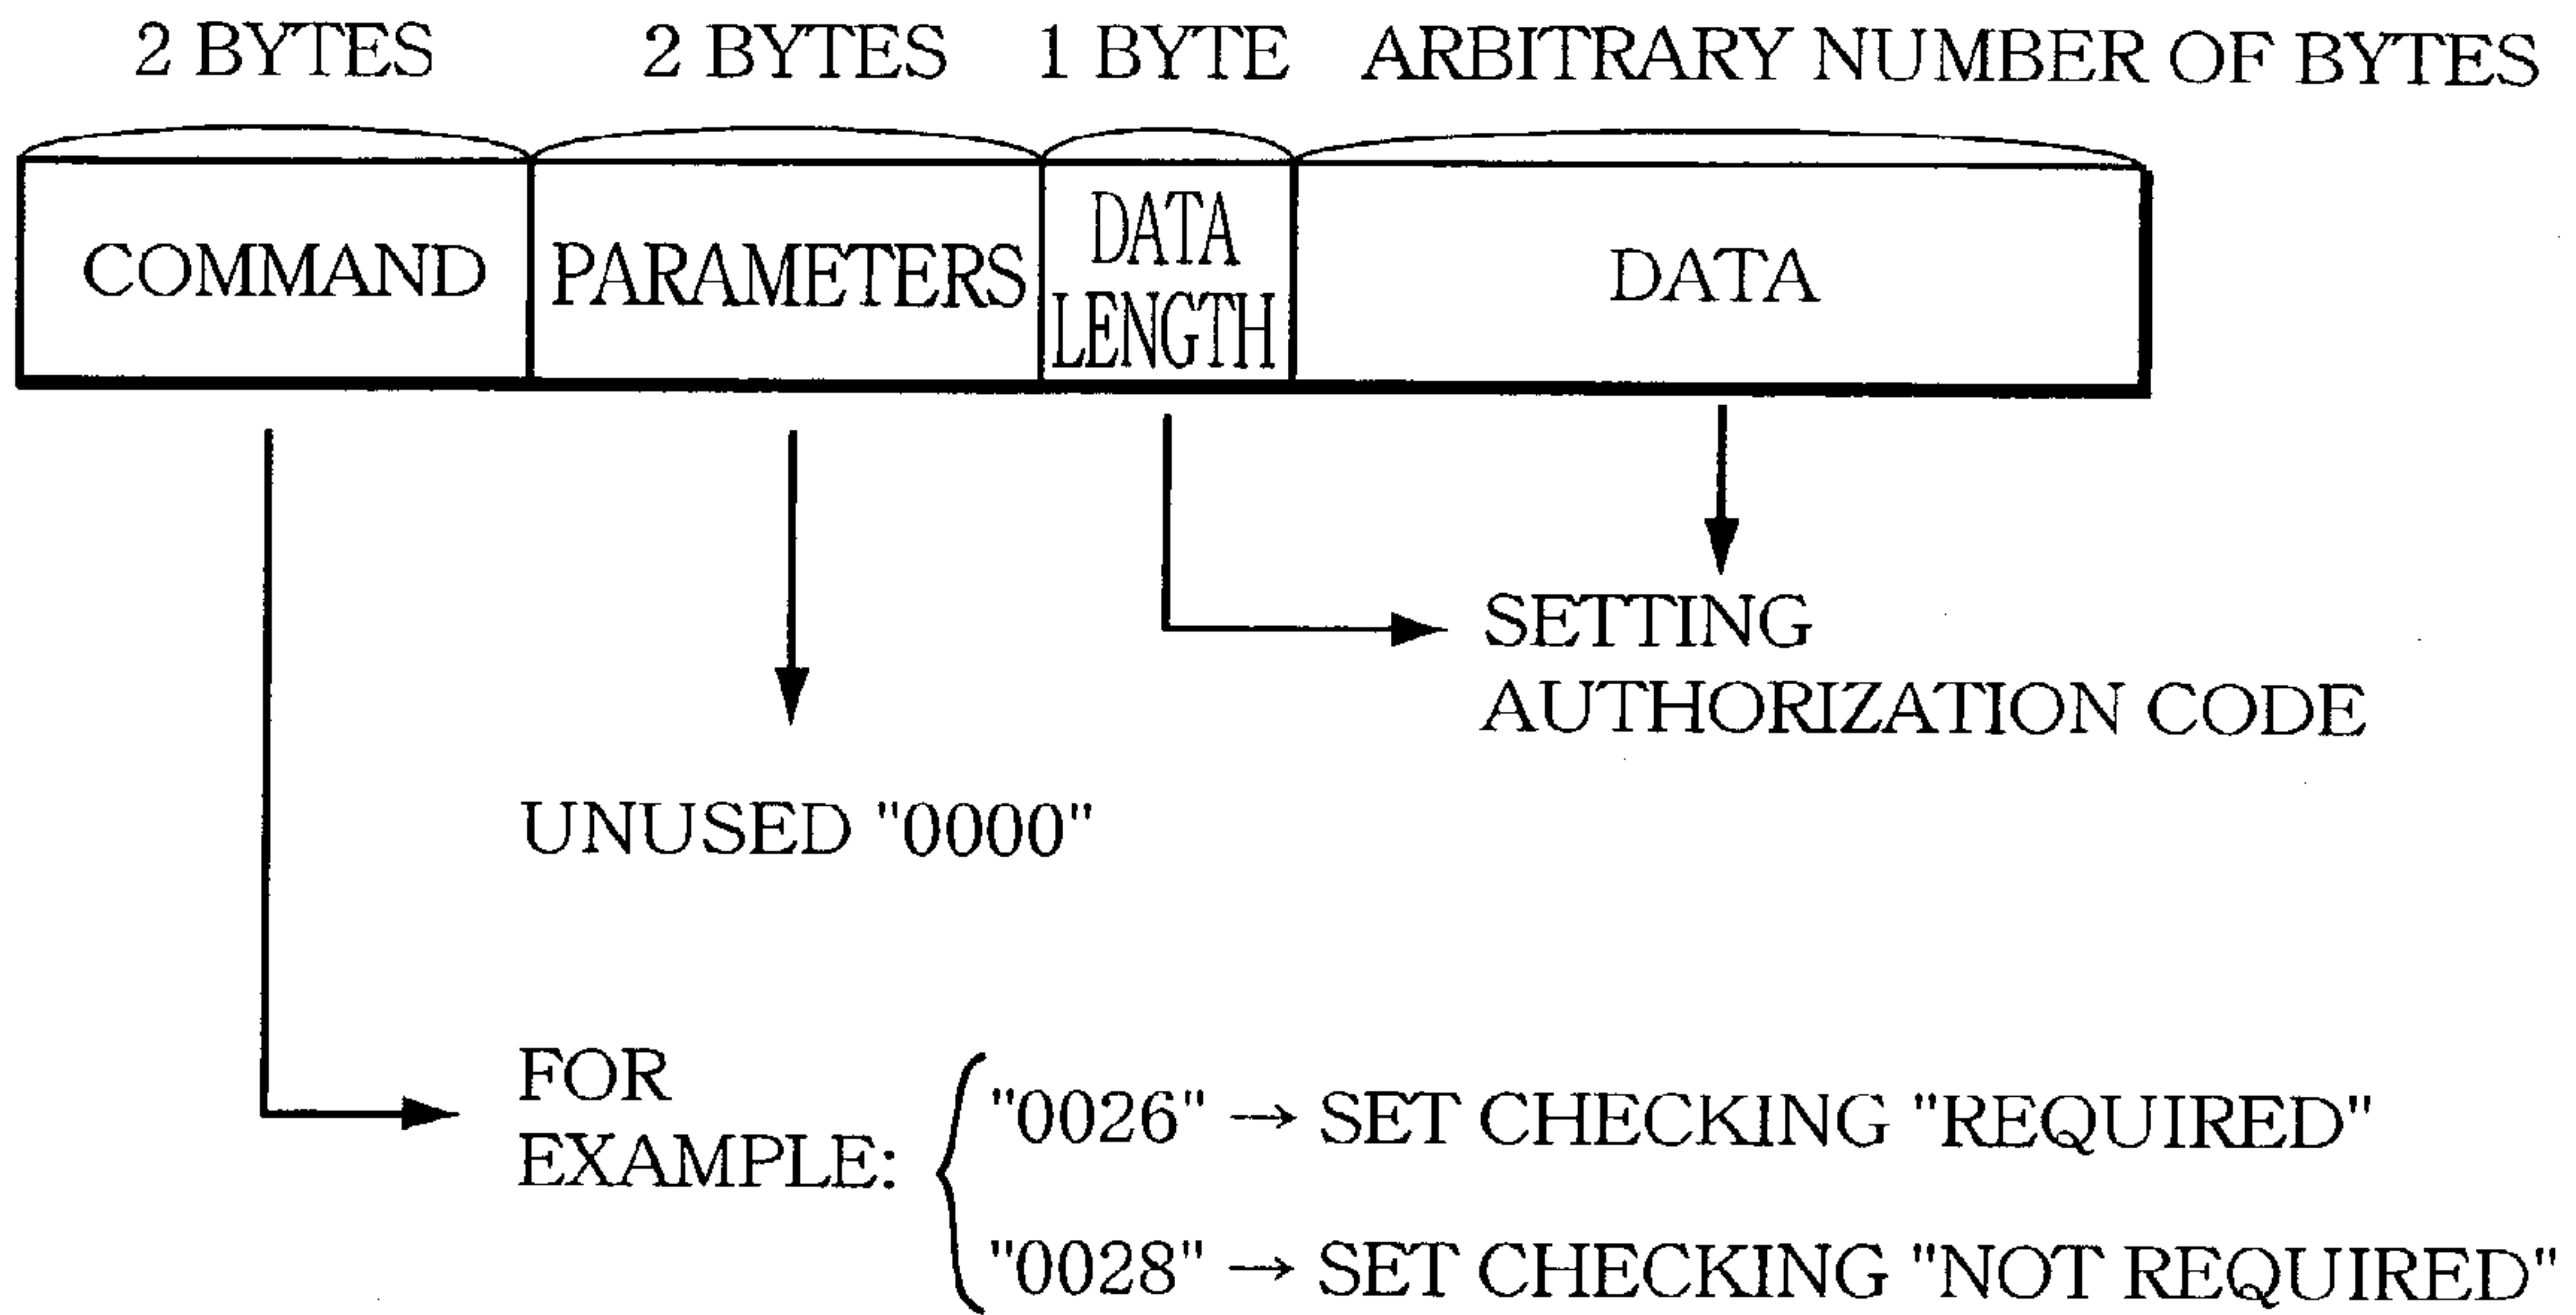 2 BYTES 2 BYTES 1 BYTE ARBITRARY NUMBER OF BYTES
COMMAND
PARAMETERS
DATA
LENGTH
DATA
SETTING
AUTHORIZATION CODE
UNUSED "0000"
FOR
EXAMPLE:
"0026" → SET CHECKING "REQUIRED"
"0028" → SET CHECKING "NOT REQUIRED"